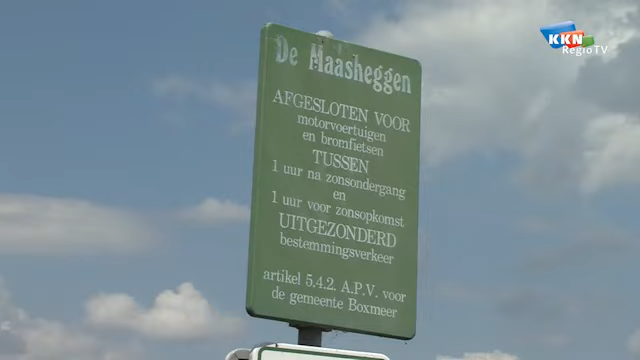 De Maasheggen
AFGESLOTEN VOOR
motorvoertuigen
en bromfietsen
TUSSEN
1 uur na zonsondergang
en
1 uur voor zonsopkomst
UITGEZONDERD
bestemmingsverkeer
artikel 5.4.2. A.P.V. voor
de gemeente Boxmeer
KKN
RegioTV